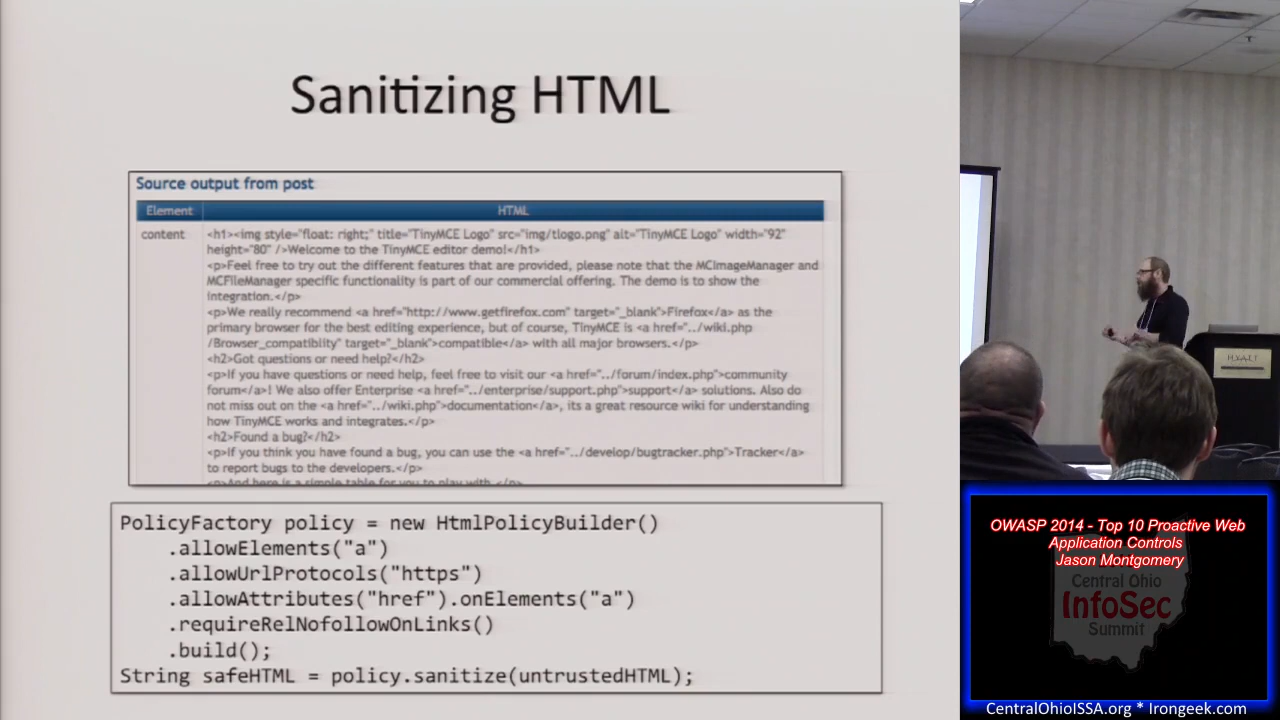 Sanitizing HTML
Source output from post
Element HTML
content <h1><img style="float: right;" title="TinyMCE Logo" src="img/tlogo.png" alt="TinyMCE Logo" width="92"
height="80" />Welcome to the TinyMCE editor demo!</h1>
<p>Feel free to try out the different features that are provided, please note that the MCImageManager and
MCFileManager specific functionality is part of our commercial offering. The demo is to show the
integration.</p>
<p>We really recommend <a href="http://www.getfirefox.com" target="_blank">Firefox</a> as the
primary browser for the best editing experience, but of course, TinyMCE is <a href="../wiki.php
/Browser_compatiblity" target="_blank">compatible</a> with all major browsers.</p>
<h2>Got questions or need help?</h2>
<p>If you have questions or need help, feel free to visit our <a href="../forum/index.php">community
forum</a>! We also offer Enterprise <a href="../enterprise/support.php">support</a> solutions. Also do
not miss out on the <a href="../wiki.php">documentation</a>, its a great resource wiki for understanding
how TinyMCE works and integrates.</p>
<h2>Found a bug?</h2>
<p>If you think you have found a bug, you can use the <a href="../develop/bugtracker.php">Tracker</a>
to report bugs to the developers.</p>
<p>And here is a simple table for you to play with.</p>
PolicyFactory policy = new HtmlPolicyBuilder()
.allowElements("a")
.allowUrlProtocols("https")
.allowAttributes("href").onElements("a")
.requireRelNofollowOnLinks()
.build();
String safeHTML = policy.sanitize(untrustedHTML);
HYATT
OWASP 2014 - Top 10 Proactive Web
Application Controls
Jason Montgomery
Central Ohio
InfoSec
Summit
CentralOhioISSA.org * Irongeek.com